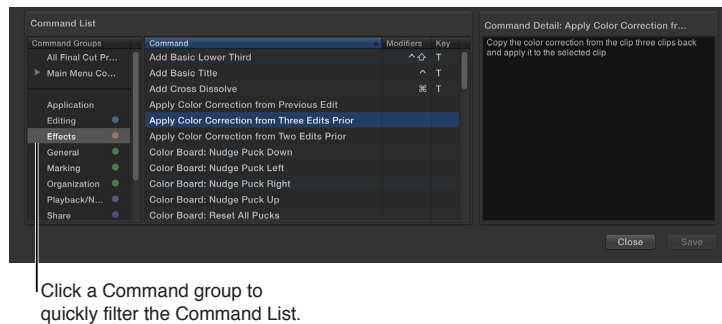 Command List
Command Groups
All Final Cut Pr...
Main Menu Co...
Application
Editing
Effects
General
Marking
Organization
Playback/N...
Share
Command Modifiers Key
Add Basic Lower Third ^⇧ T
Add Basic Title ^ T
Add Cross Dissolve ⌘ T
Apply Color Correction from Previous Edit
Apply Color Correction from Three Edits Prior
Apply Color Correction from Two Edits Prior
Color Board: Nudge Puck Down
Color Board: Nudge Puck Left
Color Board: Nudge Puck Right
Color Board: Nudge Puck Up
Color Board: Reset All Pucks
Command Detail: Apply Color Correction fr...
Copy the color correction from the clip three clips back
and apply it to the selected clip
Close Save
Click a Command group to
quickly filter the Command List.